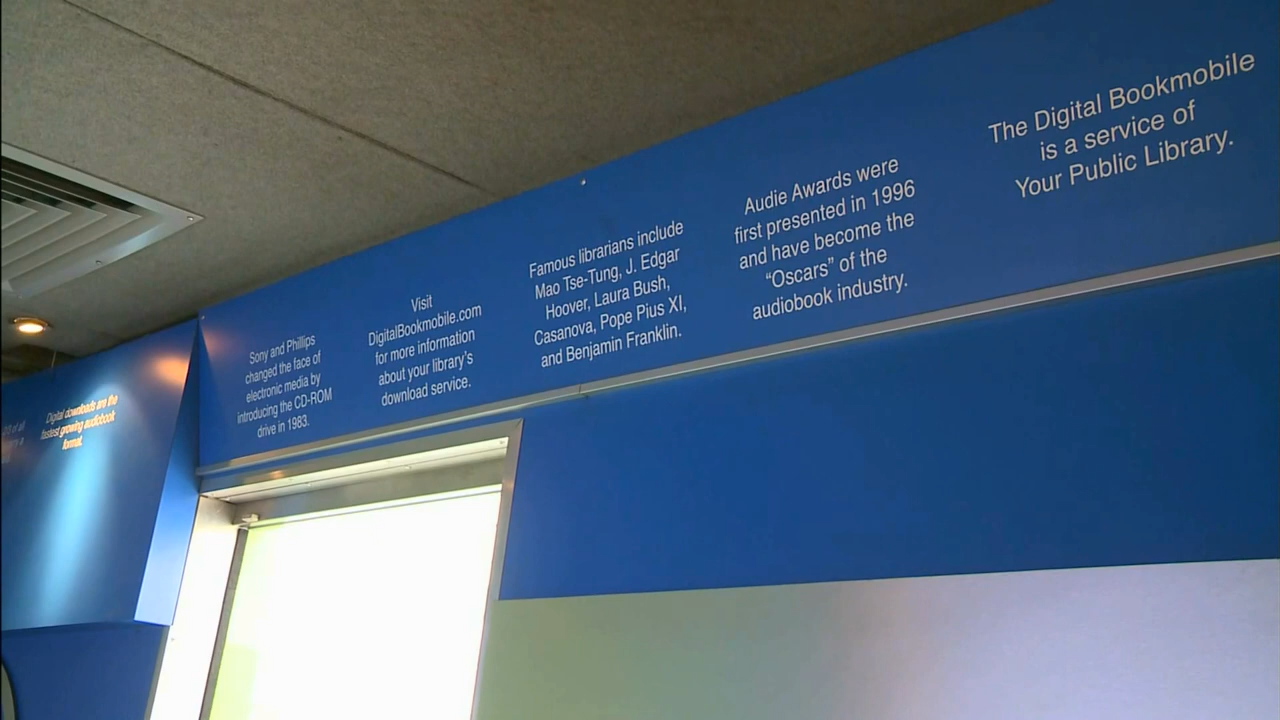 Digital downloads are the
fastest growing audiobook
format.
Sony and Phillips
changed the face of
electronic media by
introducing the CD-ROM
drive in 1983.
Visit
DigitalBookmobile.com
for more information
about your library's
download service.
Famous librarians include
Mao Tse-Tung, J. Edgar
Hoover, Laura Bush,
Casanova, Pope Pius XI,
and Benjamin Franklin.
Audie Awards were
first presented in 1996
and have become the
“Oscars” of the
audiobook industry.
The Digital Bookmobile
is a service of
Your Public Library.